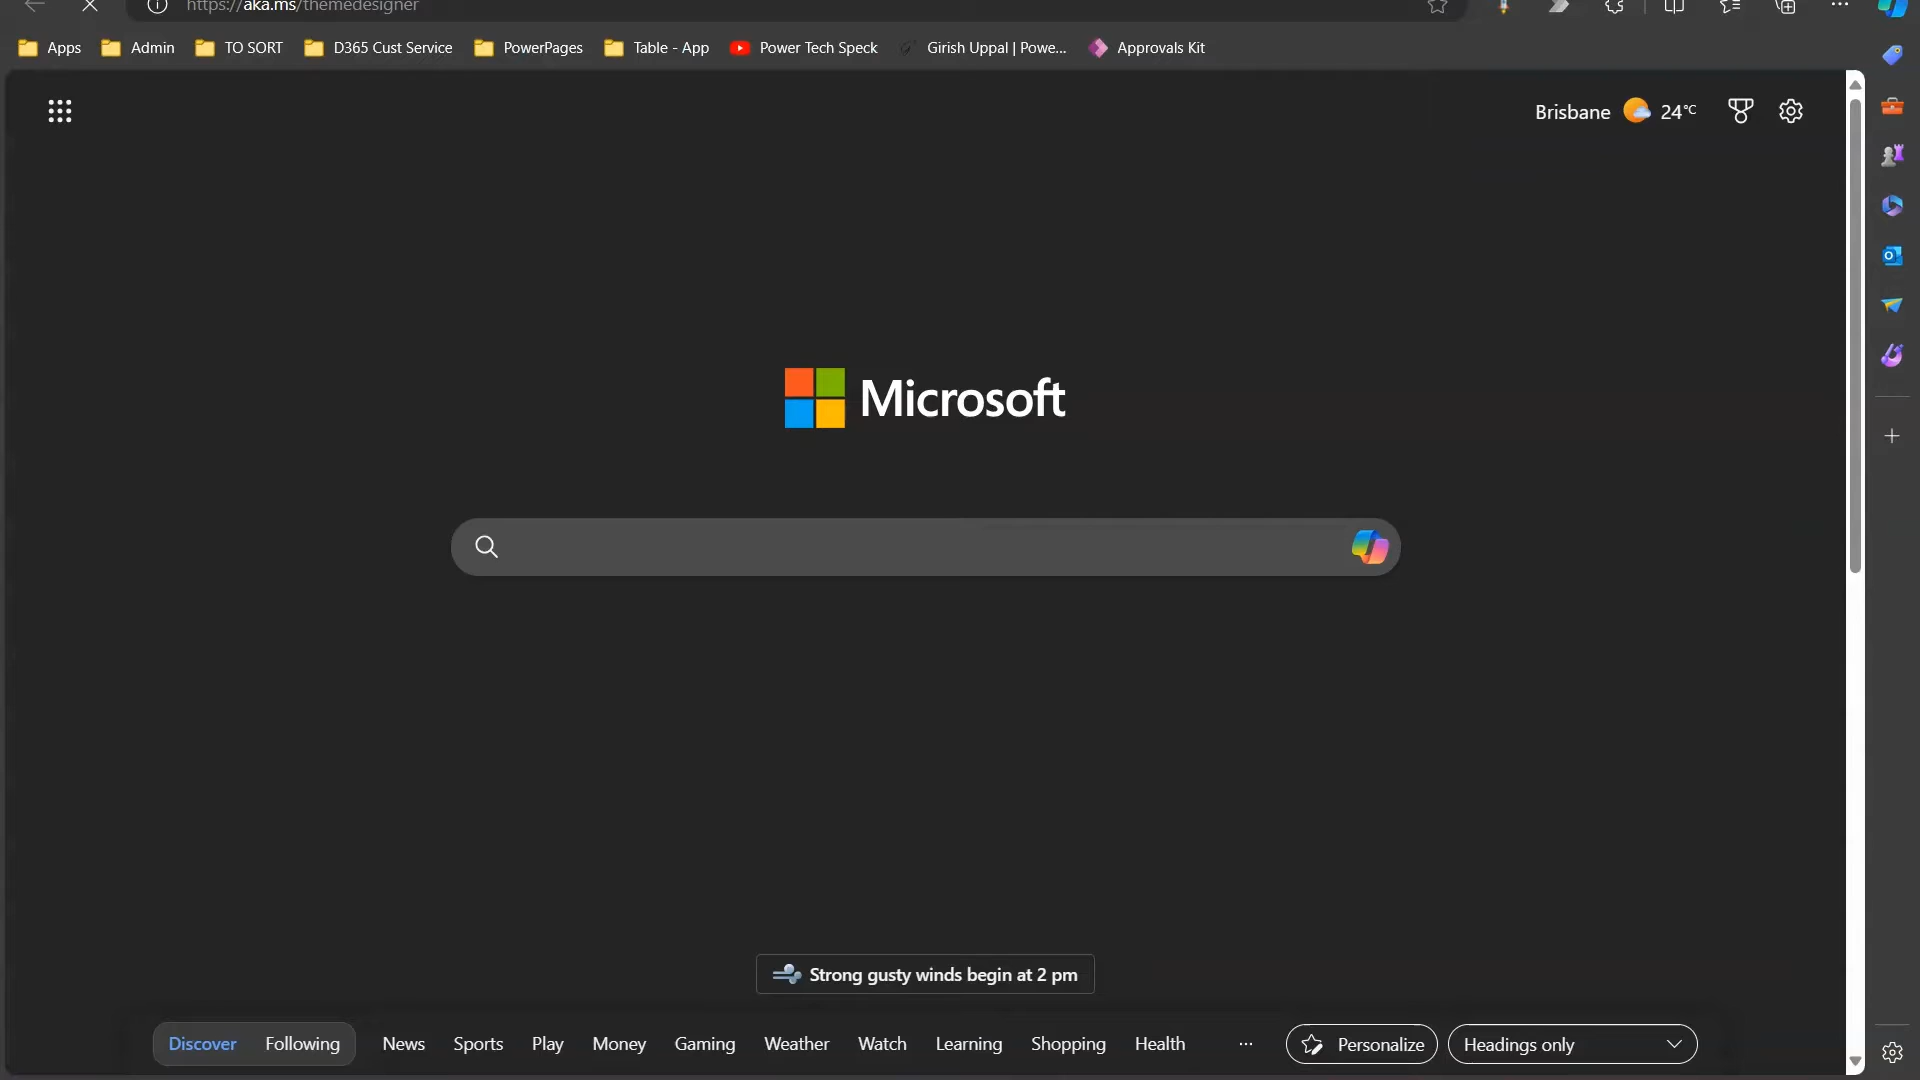 https://aka.ms/themedesigner
Apps Admin TO SORT D365 Cust Service PowerPages Table - App Power Tech Speck Girish Uppal | Powe... Approvals Kit
Brisbane 24°C
Microsoft
Strong gusty winds begin at 2 pm
Discover Following News Sports Play Money Gaming Weather Watch Learning Shopping Health ... Personalize Headings only